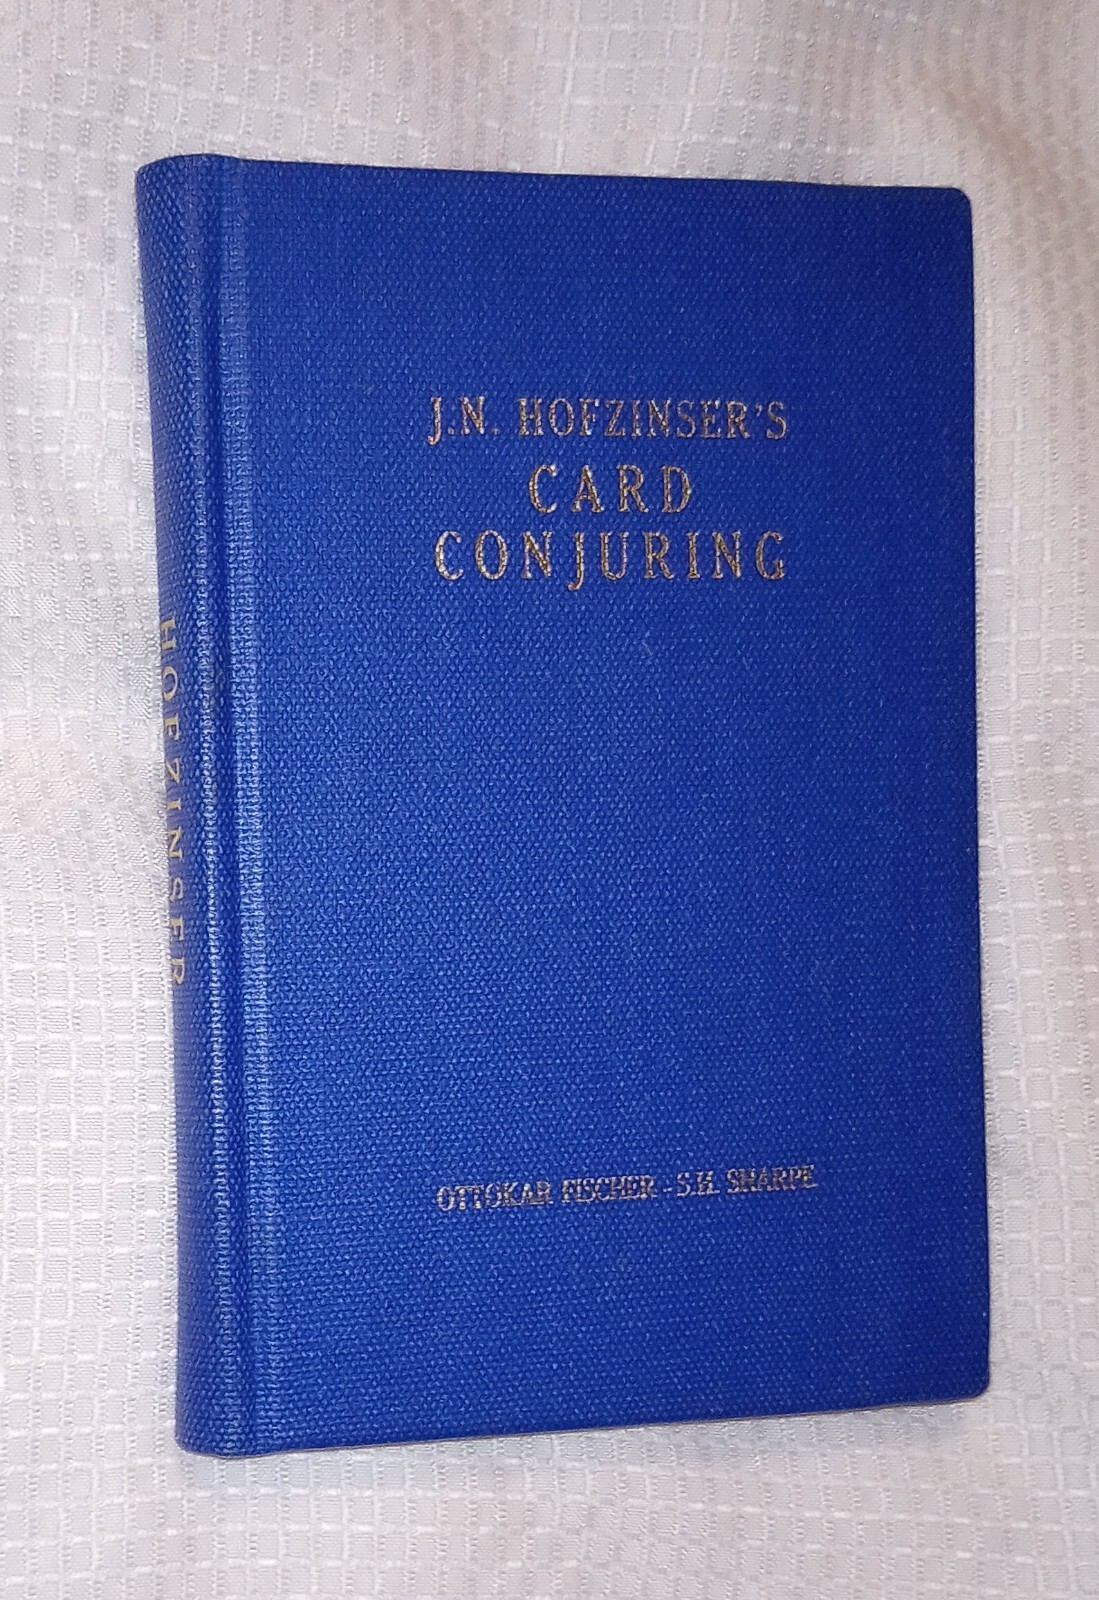 J.N. HOFZINSER'S
CARD
CONJURING
OTTOKAR FISCHER - S.H. SHARPE
HOFZINSER